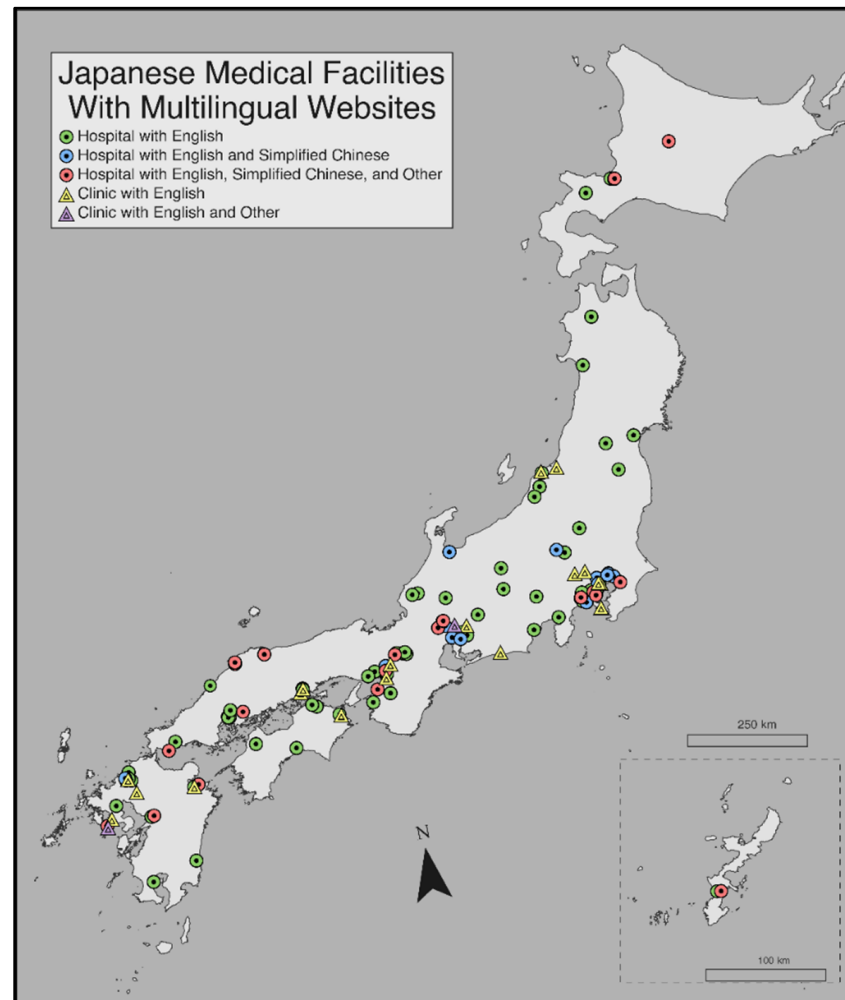 Japanese Medical Facilities
With Multilingual Websites
Hospital with English
Hospital with English and Simplified Chinese
Hospital with English, Simplified Chinese, and Other
Clinic with English
Clinic with English and Other
250 km
N
100 km